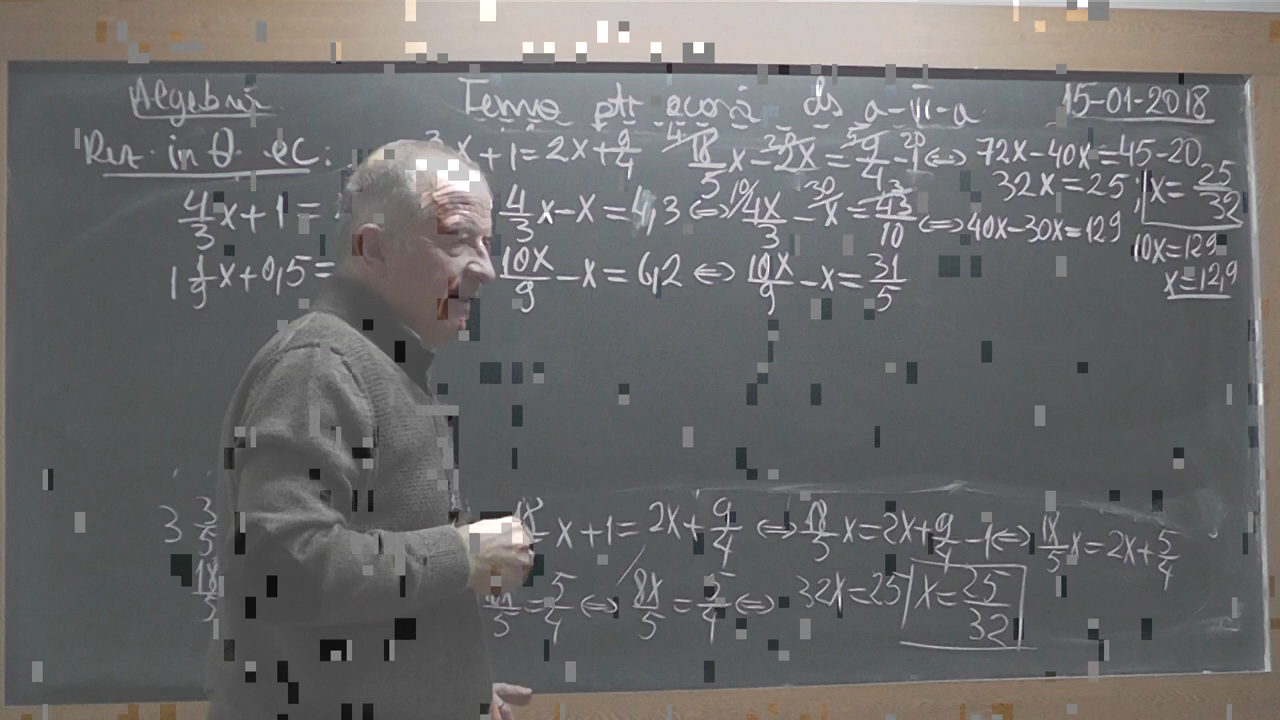 Algebră Temă ptr acasă ds a-VII-a 15-01-2018
Rez. in Q ec: x+1=2x+9/4 18/5 x-2x=9/4-1 ⇔ 72x-40x=45-20
32x=25; x=25/32
4/3 x+1= 4/3 x-x=4,3 ⇔ 4x/3-x=43/10 ⇔ 40x-30x=129
10x=129
x=12,9
1 1/9 x+0,5= 10x/9-x=6,2 ⇔ 10x/9-x=31/5
3 3/5 x+1=2x+9/4 ⇔ 18/5 x=2x+9/4-1 ⇔ 18/5 x=2x+5/4
18/5 =5/4 ⇔ 8x/5=5/4 ⇔ 32x=25 x=25/32